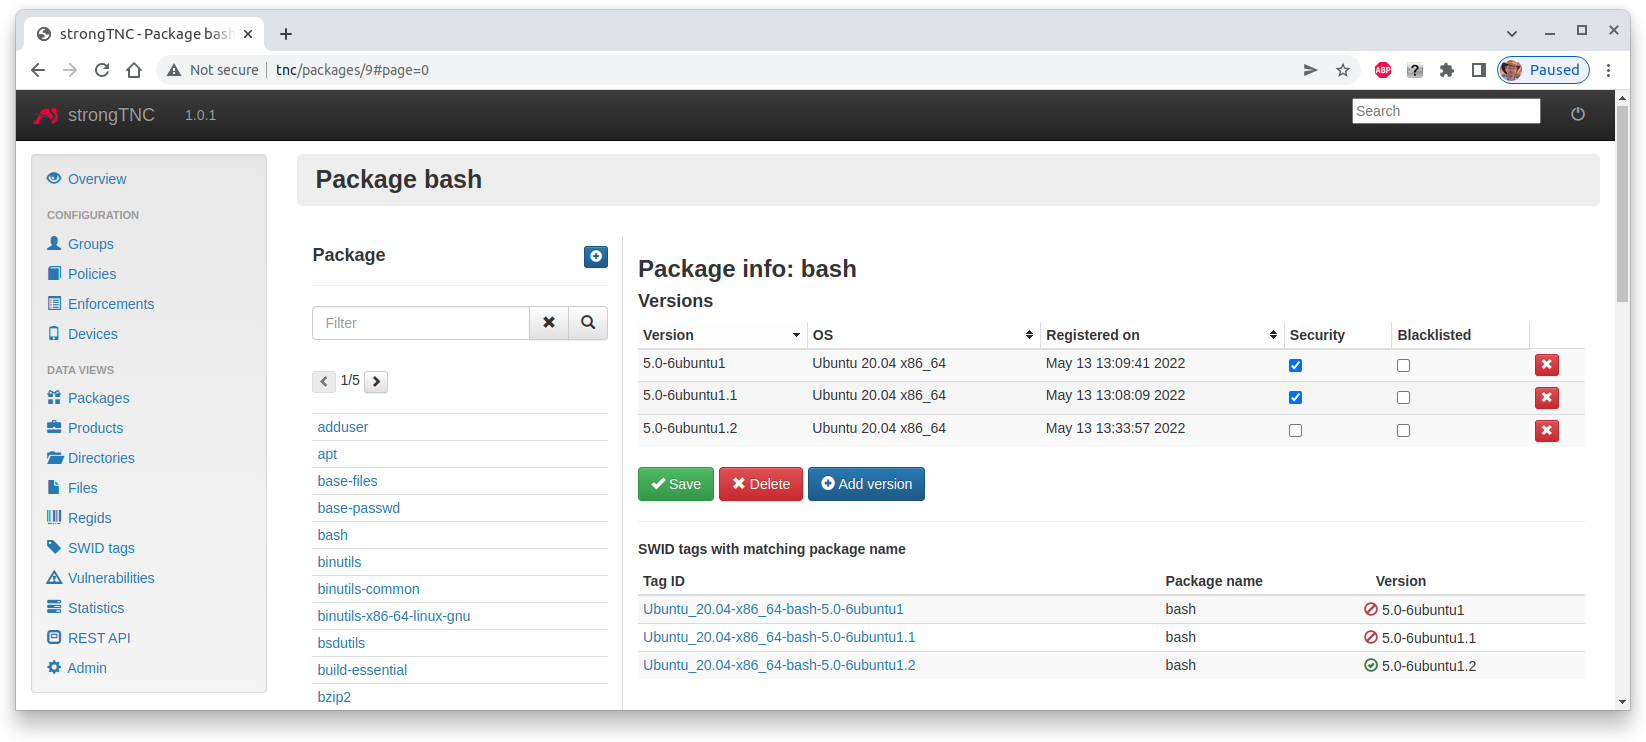 strongTNC - Package bash
Not secure tnc/packages/9#page=0 ABP ? Paused
strongTNC 1.0.1 Search
Overview
CONFIGURATION
Groups
Policies
Enforcements
Devices
DATA VIEWS
Packages
Products
Directories
Files
Regids
SWID tags
Vulnerabilities
Statistics
REST API
Admin
Package bash
Package
Filter
1/5
adduser
apt
base-files
base-passwd
bash
binutils
binutils-common
binutils-x86-64-linux-gnu
bsdutils
build-essential
bzip2
Package info: bash
Versions
Version OS Registered on Security Blacklisted
5.0-6ubuntu1 Ubuntu 20.04 x86_64 May 13 13:09:41 2022
5.0-6ubuntu1.1 Ubuntu 20.04 x86_64 May 13 13:08:09 2022
5.0-6ubuntu1.2 Ubuntu 20.04 x86_64 May 13 13:33:57 2022
Save Delete Add version
SWID tags with matching package name
Tag ID Package name Version
Ubuntu_20.04-x86_64-bash-5.0-6ubuntu1 bash 5.0-6ubuntu1
Ubuntu_20.04-x86_64-bash-5.0-6ubuntu1.1 bash 5.0-6ubuntu1.1
Ubuntu_20.04-x86_64-bash-5.0-6ubuntu1.2 bash 5.0-6ubuntu1.2